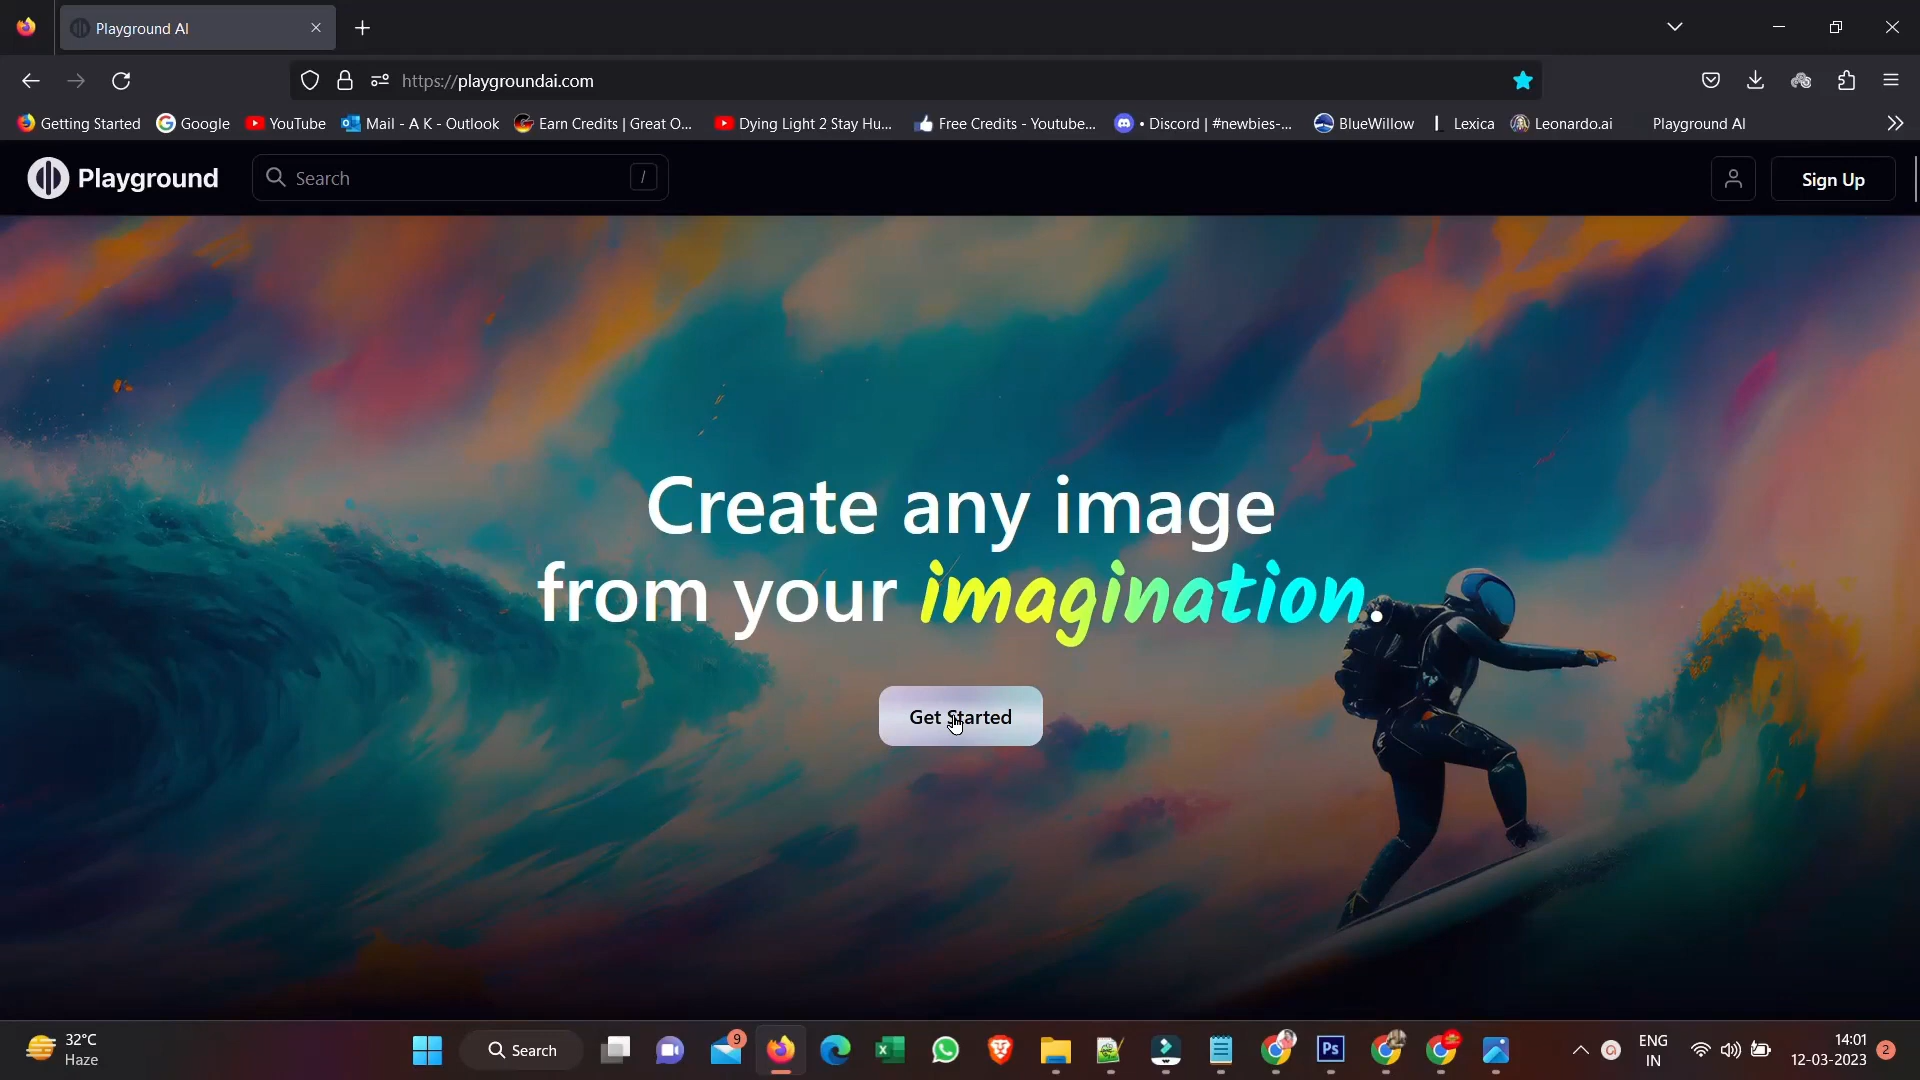 Playground AI
https://playgroundai.com
Getting Started Google YouTube Mail - A K - Outlook Earn Credits | Great O... Dying Light 2 Stay Hu... Free Credits - Youtube... • Discord | #newbies-... BlueWillow Lexica Leonardo.ai Playground AI
Playground Search / Sign Up
Create any image
from your imagination.
Get Started
32°C
Haze
Search
9
Ps
ENG
IN
14:01
12-03-2023
2